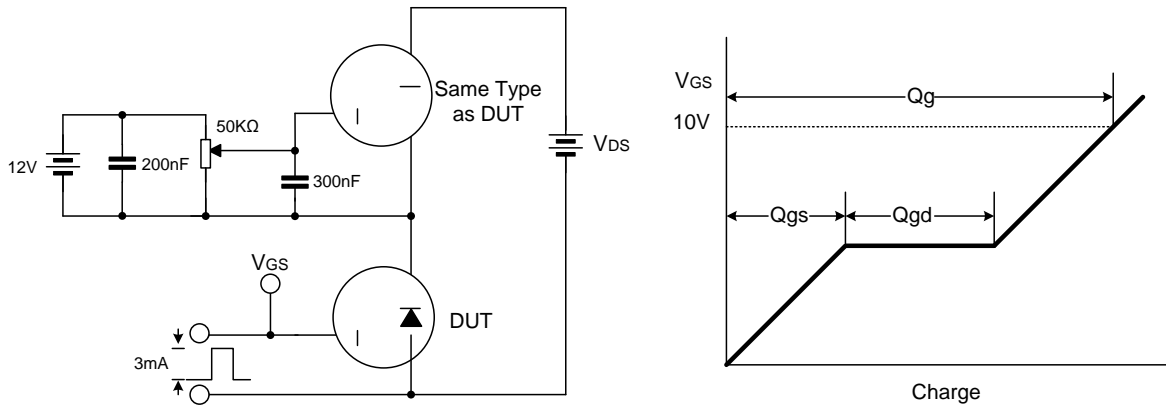 Same Type
as DUT
50KΩ
12V
200nF
300nF
VDS
VGS
DUT
3mA
VGS
Qg
10V
Qgs
Qgd
Charge